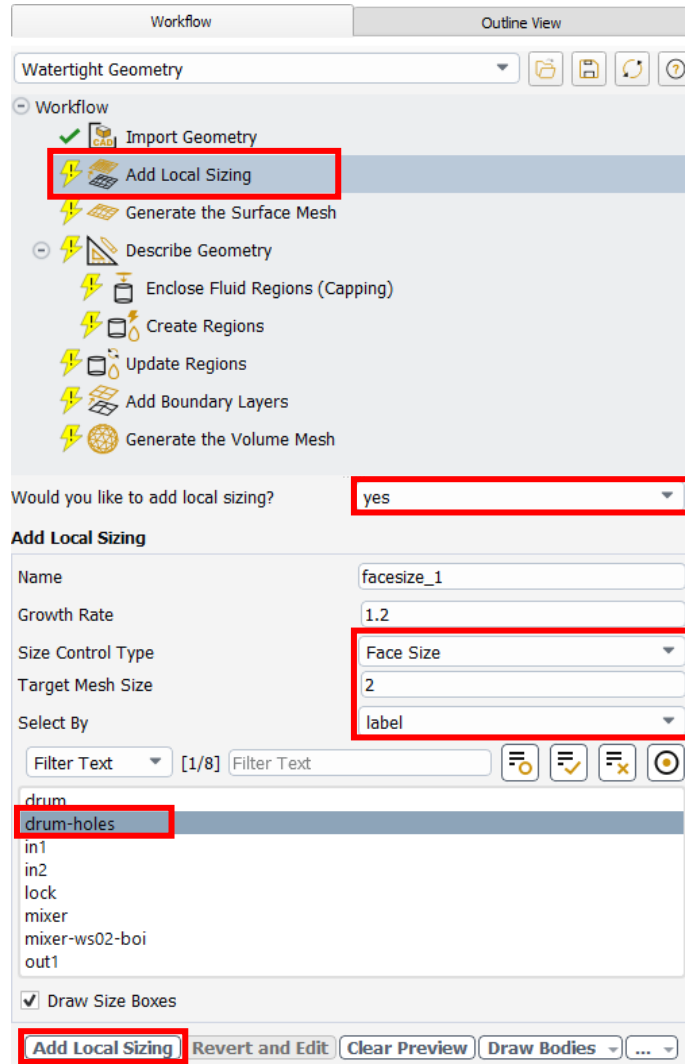 Workflow Outline View
Watertight Geometry
Workflow
CAD Import Geometry
Add Local Sizing
Generate the Surface Mesh
Describe Geometry
Enclose Fluid Regions (Capping)
Create Regions
Update Regions
Add Boundary Layers
Generate the Volume Mesh
Would you like to add local sizing? yes
Add Local Sizing
Name facesize_1
Growth Rate 1.2
Size Control Type Face Size
Target Mesh Size 2
Select By label
Filter Text [1/8] Filter Text
drum
drum-holes
in1
in2
lock
mixer
mixer-ws02-boi
out1
Draw Size Boxes
Add Local Sizing Revert and Edit Clear Preview Draw Bodies ...